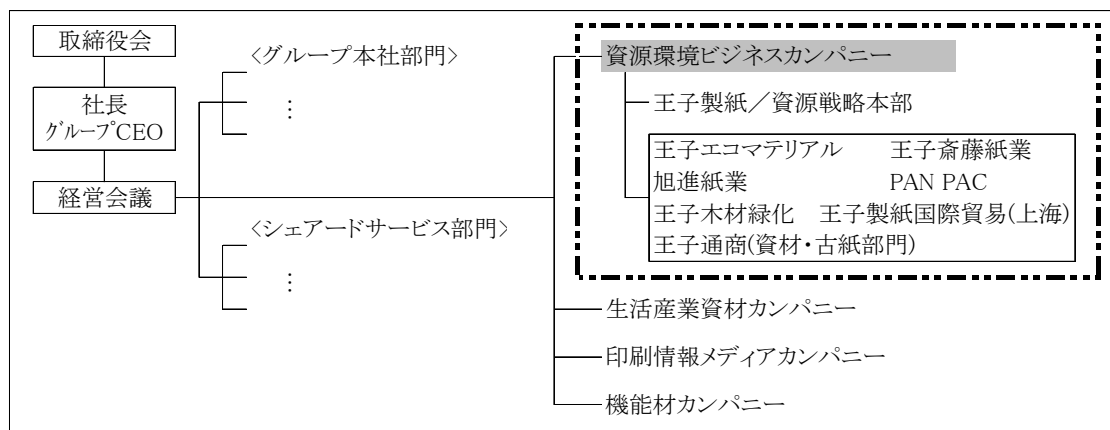 取締役会
社長
グループCEO
経営会議
〈グループ本社部門〉
⋮
〈シェアードサービス部門〉
⋮
資源環境ビジネスカンパニー
王子製紙／資源戦略本部
王子エコマテリアル　王子斎藤紙業
旭進紙業　PAN PAC
王子木材緑化　王子製紙国際貿易(上海)
王子通商(資材・古紙部門)
生活産業資材カンパニー
印刷情報メディアカンパニー
機能材カンパニー